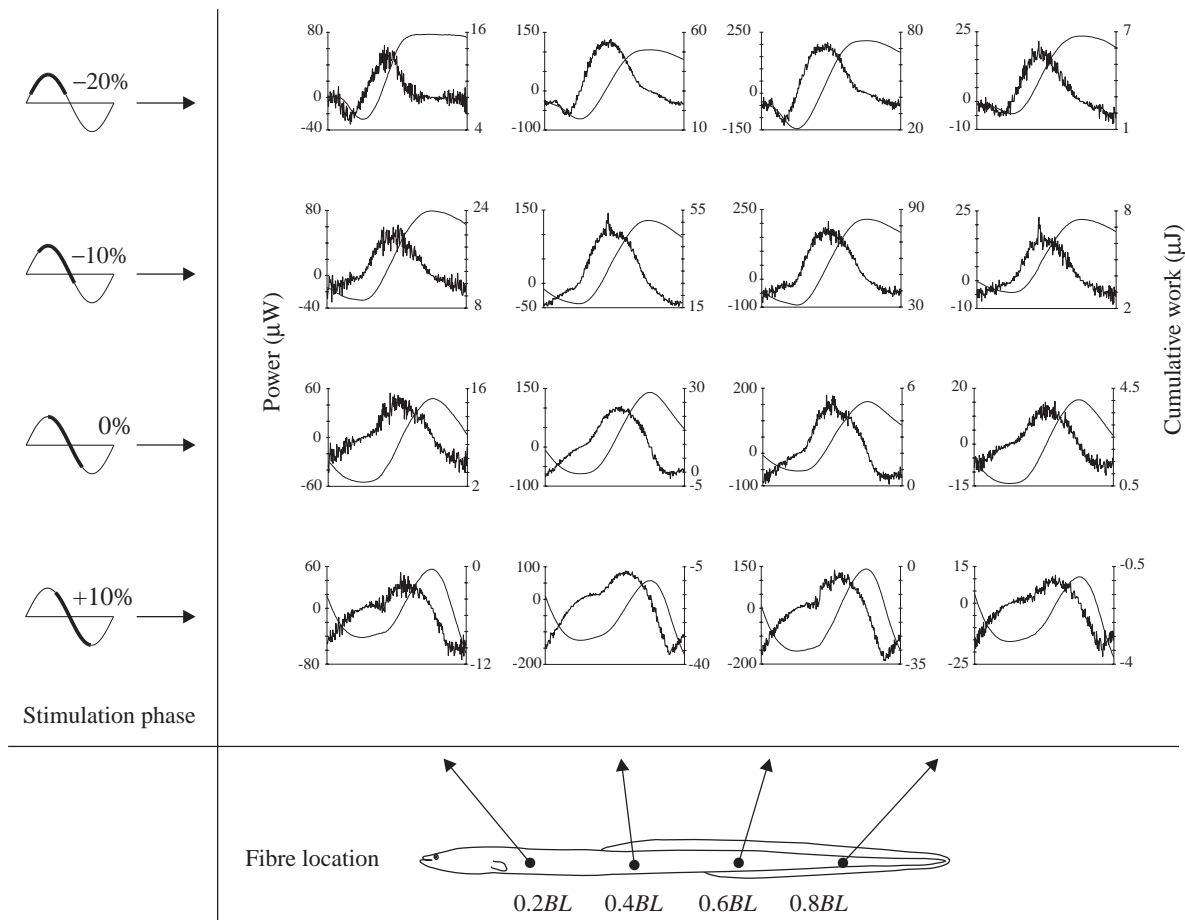 80 16 150 60 250 80 25 7
−20%
0 0 0 0
-40 4 -100 10 -150 20 -10 1
80 24 150 55 250 90 25 8
−10%
0 0 0 0
-40 8 -50 15 -100 30 -10 2
Power (µW)
Cumulative work (µJ)
60 16 150 30 200 6 20 4.5
0%
0 0 0 0 0
-60 2 -100 -5 -100 0 -15 0.5
60 0 100 -5 150 0 15 -0.5
+10%
0 0 0 0
-80 -12 -200 -40 -200 -35 -25 -4
Stimulation phase
Fibre location
0.2BL 0.4BL 0.6BL 0.8BL